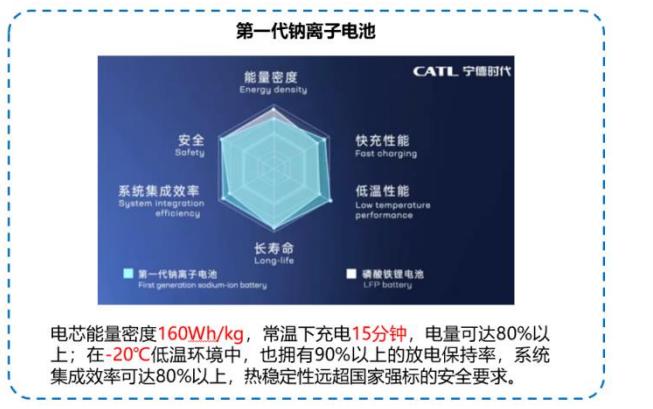 第一代钠离子电池
CATL 宁德时代
能量密度
Energy density
安全
Safety
快充性能
Fast charging
系统集成效率
System integration
efficiency
低温性能
Low temperature
performance
长寿命
Long-life
第一代钠离子电池
First generation sodium-ion battery
磷酸铁锂电池
LFP battery
电芯能量密度160Wh/kg，常温下充电15分钟，电量可达80%以
上；在-20℃低温环境中，也拥有90%以上的放电保持率，系统
集成效率可达80%以上，热稳定性远超国家强标的安全要求。